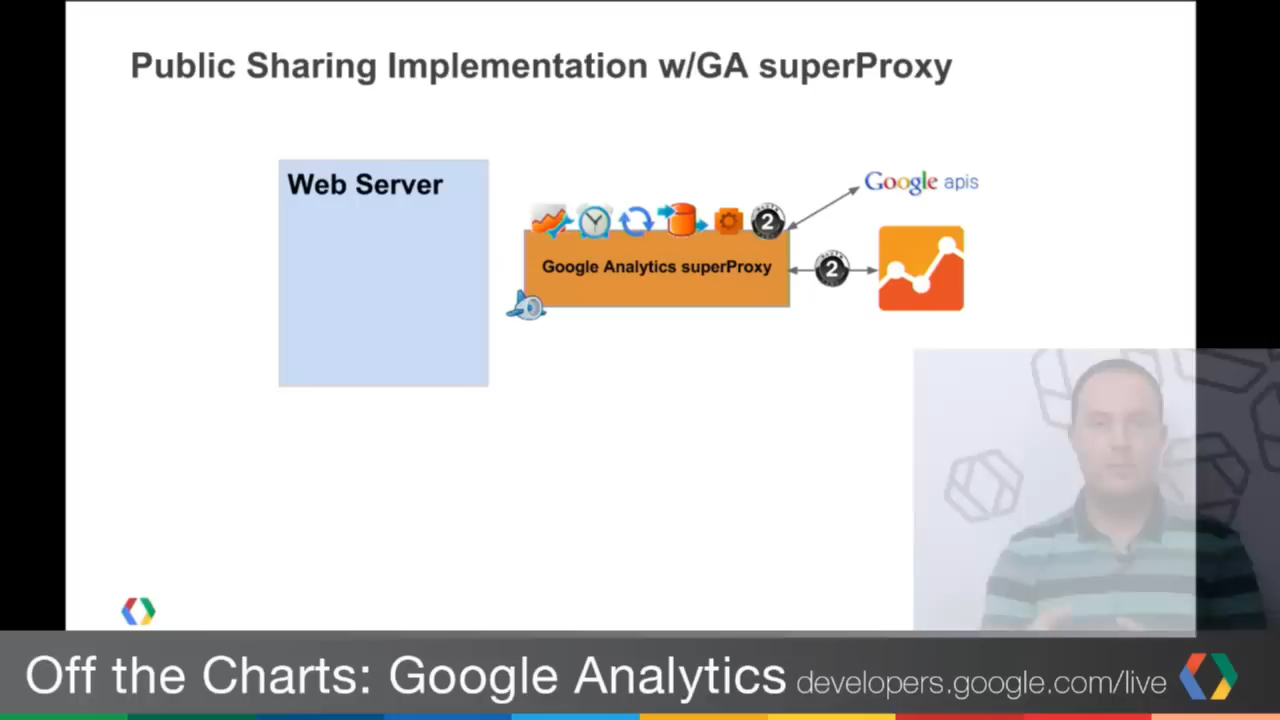 Public Sharing Implementation w/GA superProxy
Web Server
Google apis
2
Google Analytics superProxy
2
Off the Charts: Google Analytics developers.google.com/live